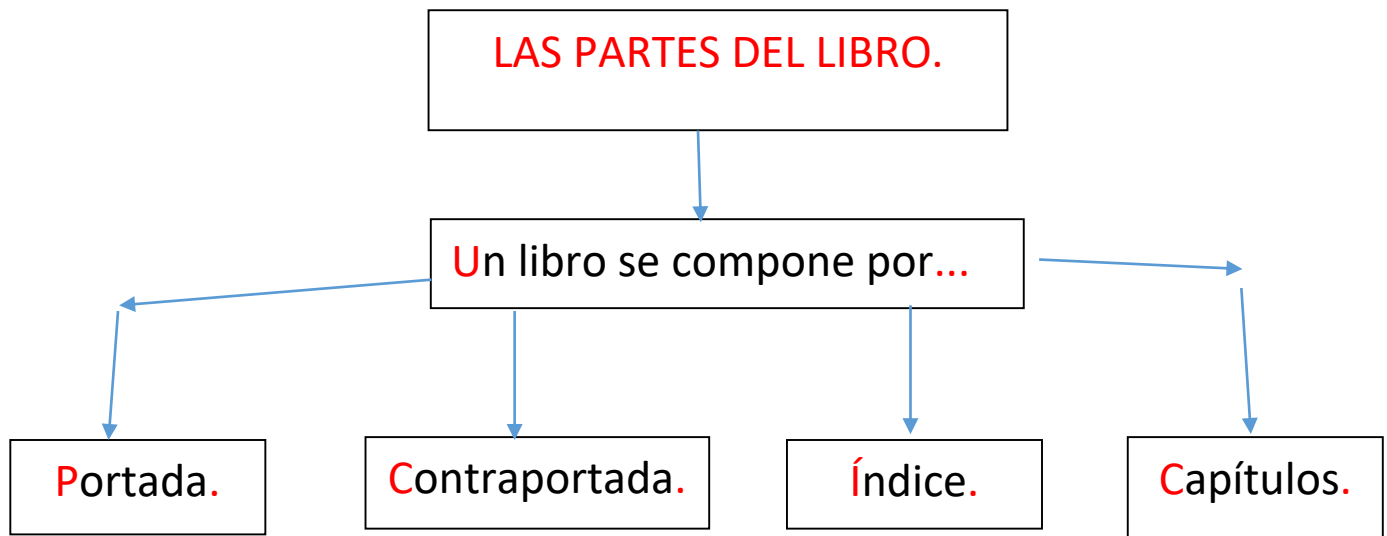 LAS PARTES DEL LIBRO.
Un libro se compone por...
Portada.
Contraportada.
Índice.
Capítulos.